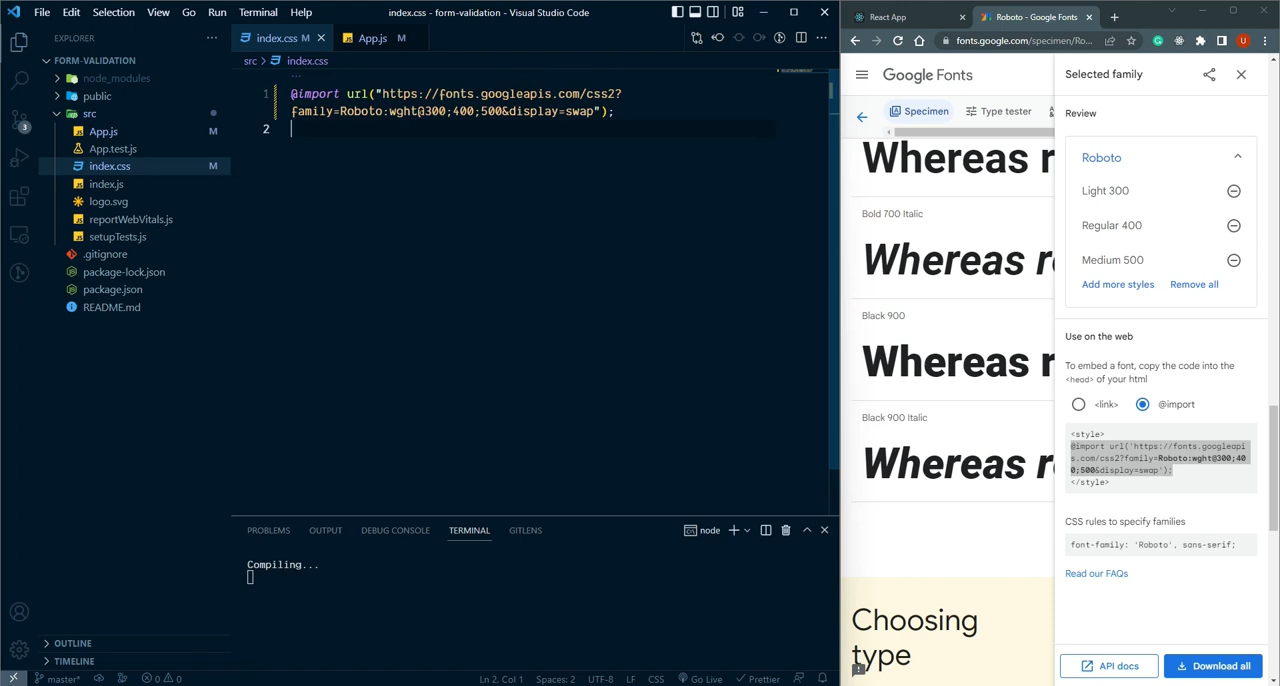 File Edit Selection View Go Run Terminal Help
index.css - form-validation - Visual Studio Code
EXPLORER
FORM-VALIDATION
node_modules
public
src
App.js M
App.test.js
index.css M
index.js
logo.svg
reportWebVitals.js
setupTests.js
.gitignore
package-lock.json
package.json
README.md
OUTLINE
TIMELINE
3
index.css M
App.js M
src > index.css
1 @import url("https://fonts.googleapis.com/css2?
family=Roboto:wght@300;400;500&display=swap");
2
PROBLEMS OUTPUT DEBUG CONSOLE TERMINAL GITLENS
node
Compiling...
master* 0 0
Ln 2, Col 1 Spaces: 2 UTF-8 LF CSS Go Live Prettier
React App
Roboto - Google Fonts
fonts.google.com/specimen/Ro...
U
Google Fonts
Specimen Type tester
Whereas r
Bold 700 Italic
Whereas r
Black 900
Whereas r
Black 900 Italic
Whereas r
Choosing
type
Selected family
Review
Roboto
Light 300
Regular 400
Medium 500
Add more styles Remove all
Use on the web
To embed a font, copy the code into the
<head> of your html
<link> @import
<style>
@import url('https://fonts.googleapi
s.com/css2?family=Roboto:wght@300;40
0;500&display=swap');
</style>
CSS rules to specify families
font-family: 'Roboto', sans-serif;
Read our FAQs
API docs Download all